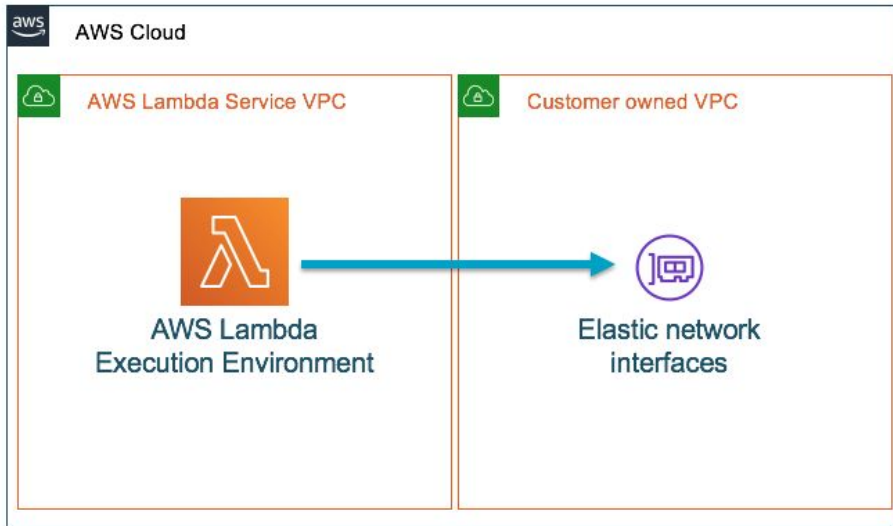 aws
AWS Cloud
AWS Lambda Service VPC
Customer owned VPC
AWS Lambda
Execution Environment
Elastic network
interfaces